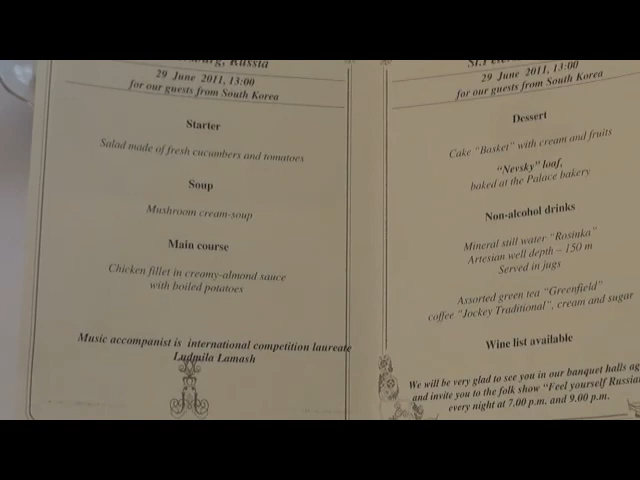 Russia
29 June 2011, 13:00
for our guests from South Korea
Starter
Salad made of fresh cucumbers and tomatoes
Soup
Mushroom cream-soup
Main course
Chicken fillet in creamy-almond sauce
with boiled potatoes
Music accompanist is international competition laureate
Ludmila Lamash
29 June 2011, 13:00
for our guests from South Korea
Dessert
Cake "Basket" with cream and fruits
"Nevsky" loaf,
baked at the Palace bakery
Non-alcohol drinks
Mineral still water "Rosinka"
Artesian well depth – 150 m
Served in jugs
Assorted green tea "Greenfield"
coffee "Jockey Traditional", cream and sugar
Wine list available
We will be very glad to see you in our banquet halls
and invite you to the folk show "Feel yourself Russia
every night at 7.00 p.m. and 9.00 p.m.